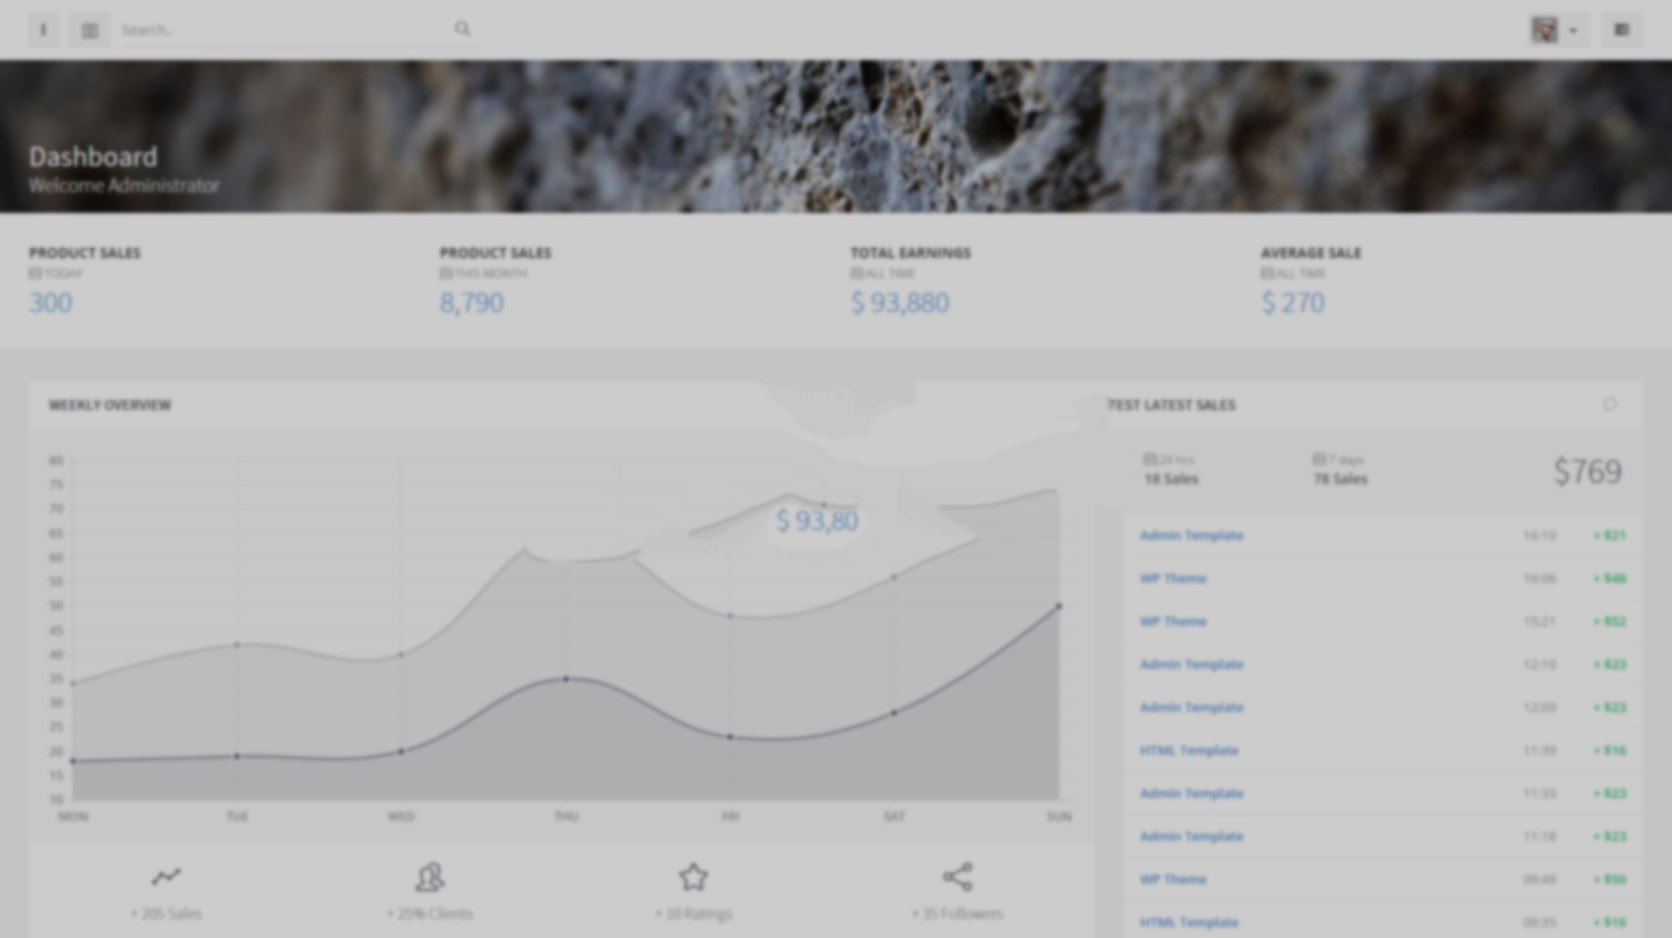 Search..
Dashboard
Welcome Administrator
PRODUCT SALES
TODAY
300
PRODUCT SALES
THIS MONTH
8,790
TOTAL EARNINGS
ALL TIME
$ 93,880
AVERAGE SALE
ALL TIME
$ 270
WEEKLY OVERVIEW
80
75
70
65
60
55
50
45
40
35
30
25
20
15
10
$ 93,80
MON
TUE
WED
THU
FRI
SAT
SUN
+ 205 Sales
+ 25% Clients
+ 10 Ratings
+ 35 Followers
TEST LATEST SALES
24 hrs
18 Sales
7 days
78 Sales
$769
Admin Template 16:10 + $21
WP Theme 16:06 + $48
WP Theme 15:21 + $52
Admin Template 12:10 + $23
Admin Template 12:09 + $23
HTML Template 11:39 + $16
Admin Template 11:33 + $23
Admin Template 11:18 + $23
WP Theme 09:49 + $50
HTML Template 09:35 + $16